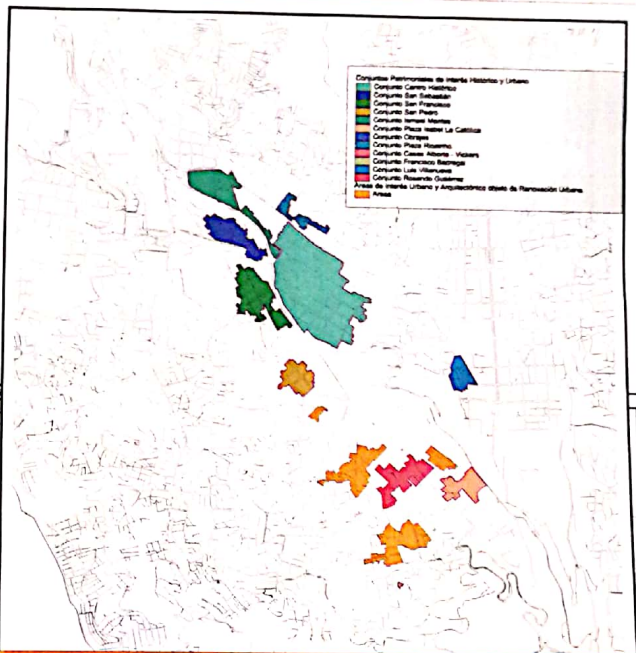 Conjuntos Patrimoniales de Interés Histórico y Urbano
Conjunto Centro Histórico
Conjunto San Sebastián
Conjunto San Francisco
Conjunto San Pedro
Conjunto Ismael Montes
Conjunto Plaza Isabel La Católica
Conjunto Obrajes
Conjunto Plaza Riosinho
Conjunto Casas Alborta - Vickers
Conjunto Francisco Bedregal
Conjunto Luis Villanueva
Conjunto Rosendo Gutiérrez
Áreas de Interés Urbano y Arquitectónico objeto de Renovación Urbana
Áreas